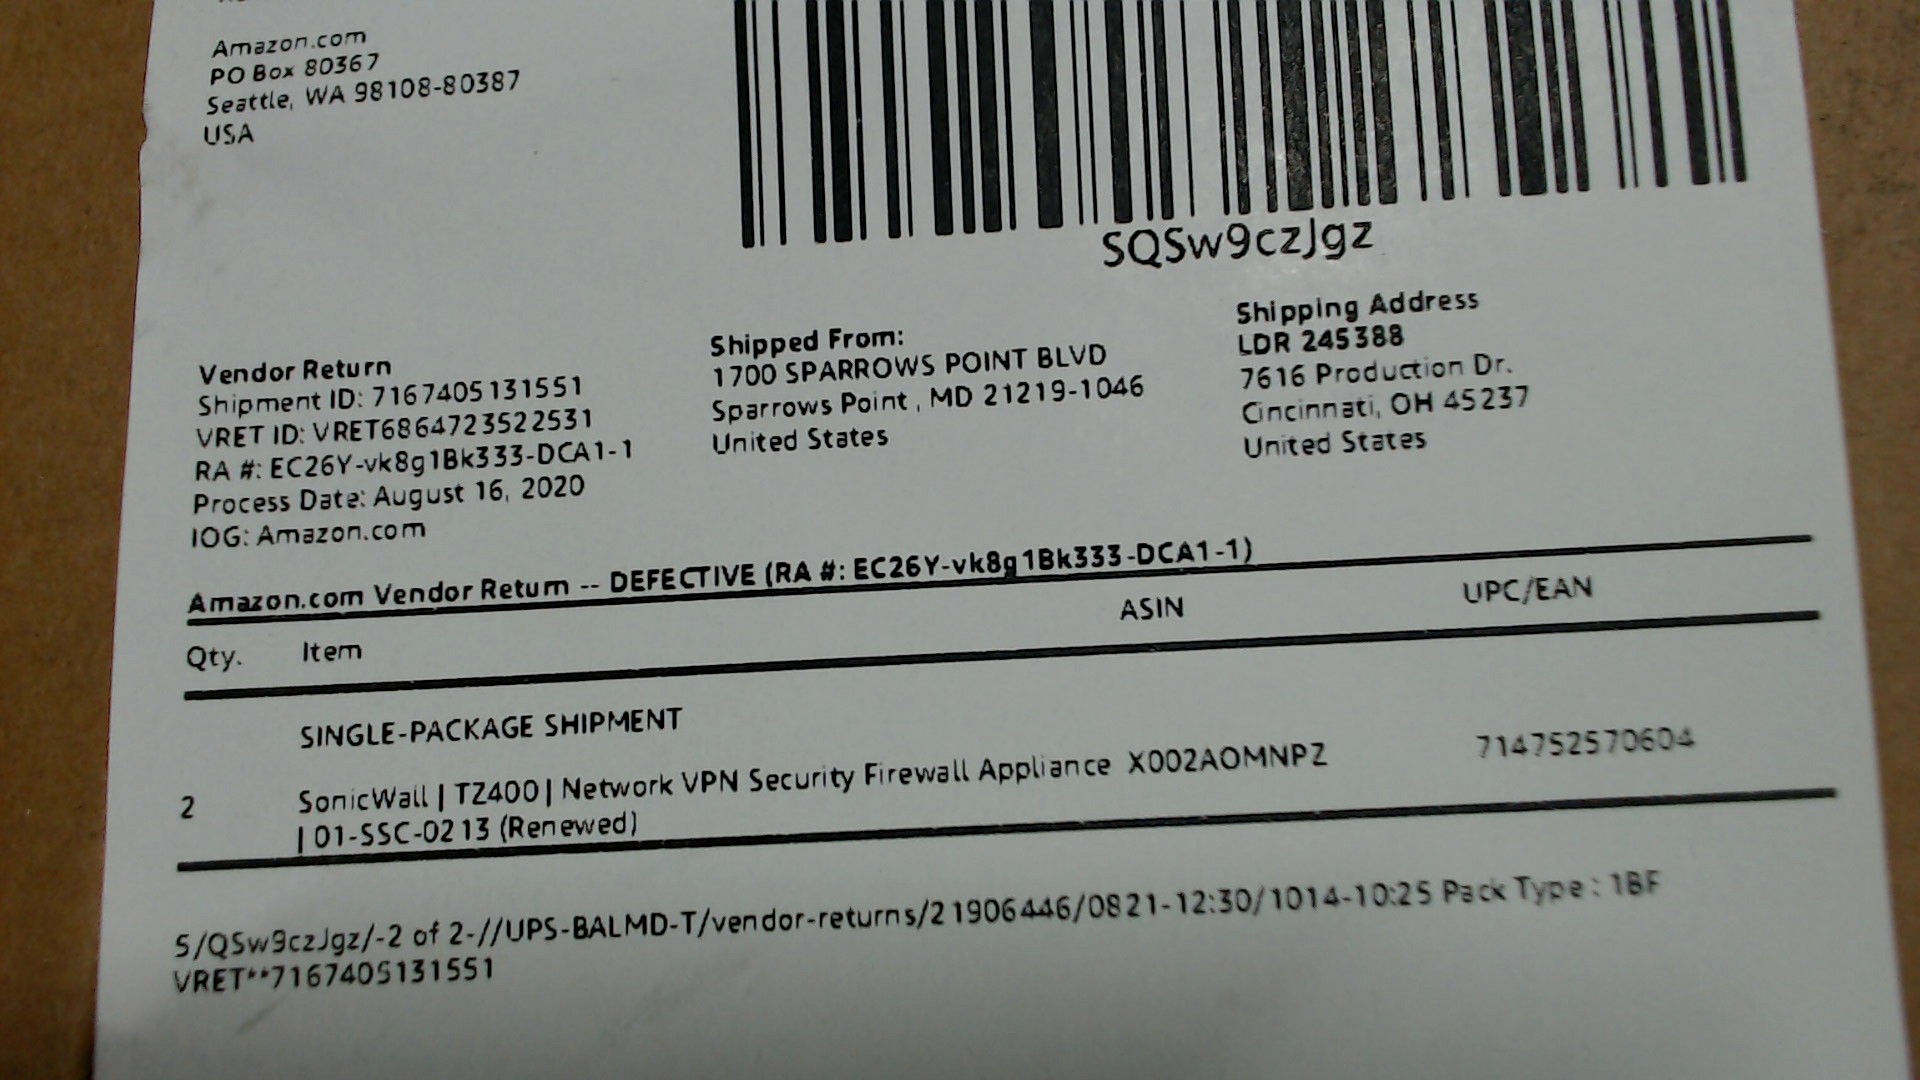 Amazon.com
PO Box 80367
Seattle, WA 98108-80387
USA
SQSw9czJgz
Vendor Return
Shipment ID: 7167405131551
VRET ID: VRET6864723522531
RA #: EC26Y-vk8g1Bk333-DCA1-1
Process Date: August 16, 2020
IOG: Amazon.com
Shipped From:
1700 SPARROWS POINT BLVD
Sparrows Point , MD 21219-1046
United States
Shipping Address
LDR 245388
7616 Production Dr.
Cincinnati, OH 45237
United States
Amazon.com Vendor Return -- DEFECTIVE (RA #: EC26Y-vk8g1Bk333-DCA1-1)
Qty. Item ASIN UPC/EAN
SINGLE-PACKAGE SHIPMENT
2 SonicWall | TZ400 | Network VPN Security Firewall Appliance X002AOMNPZ 714752570604
| 01-SSC-0213 (Renewed)
S/QSw9czJgz/-2 of 2-//UPS-BALMD-T/vendor-returns/21906446/0821-12:30/1014-10:25 Pack Type : 1BF
VRET**7167405131551